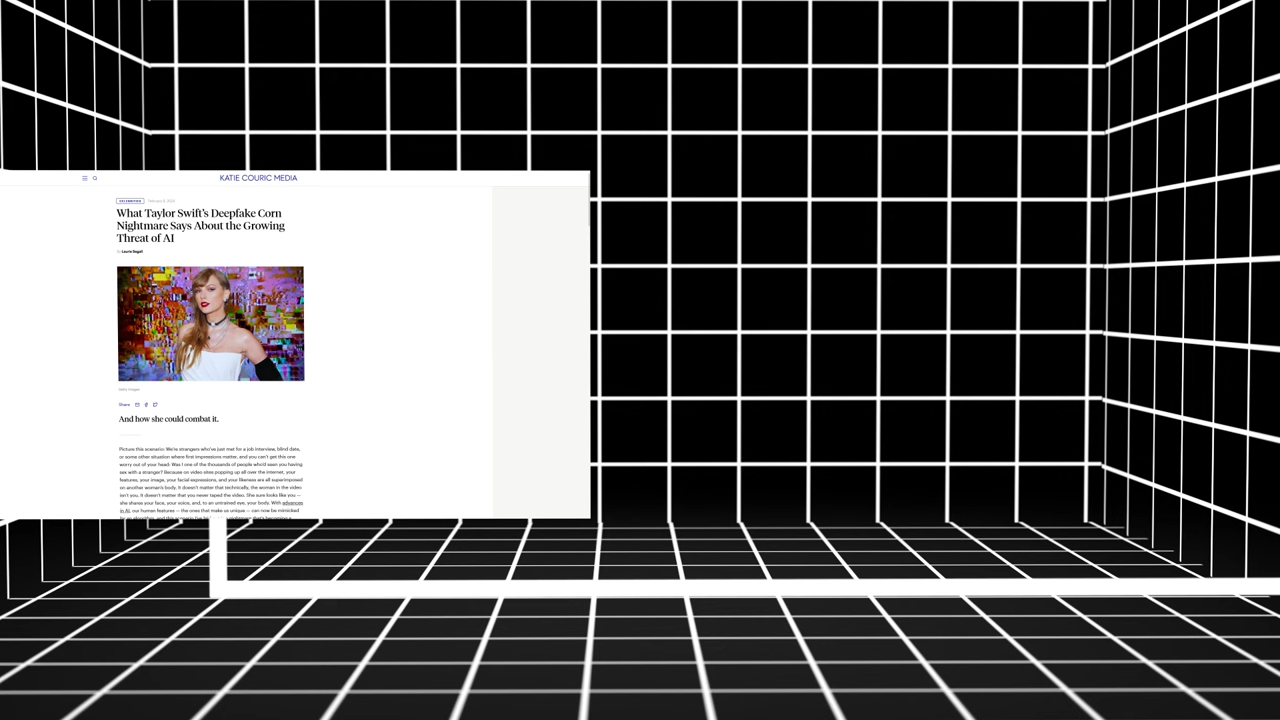 KATIE COURIC MEDIA
CELEBRITIES
What Taylor Swift's Deepfake Corn
Nightmare Says About the Growing
Threat of AI
By Laurie Segall
Getty Images
Share
And how she could combat it.
Picture this scenario: We're strangers who've just met for a job interview, blind date,
or some other situation where first impressions matter, and you can't get this one
worry out of your head: Was I one of the thousands of people who'd seen you having
sex with a stranger? Because on video sites popping up all over the internet, your
features, your image, your facial expressions, and your likeness are all superimposed
on another woman's body. It doesn't matter that technically, the woman in the video
isn't you. It doesn't matter that you never taped the video. She sure looks like you —
she shares your face, your voice, and, to an untrained eye, your body. With advances
in AI, our human features — the ones that make us unique — can now be mimicked